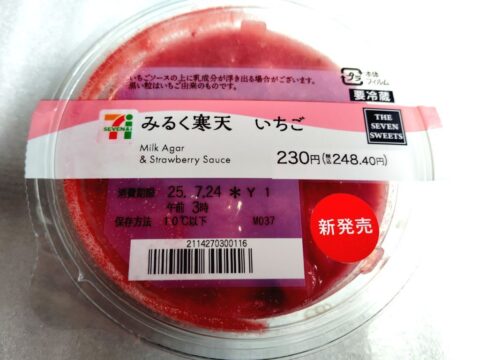 いちごソースの上に乳成分が浮き出る場合がございます。
黒い粒はいちご由来のものです。
プラ
本体
フィルム
要冷蔵
7
SEVEN&i
みるく寒天 いちご
Milk Agar
& Strawberry Sauce
THE
SEVEN
SWEETS
230円(税込248.40円)
消費期限 25.7.24 * Y 1
午前 3時
保存方法 10℃以下 M037
新発売
2114270300116